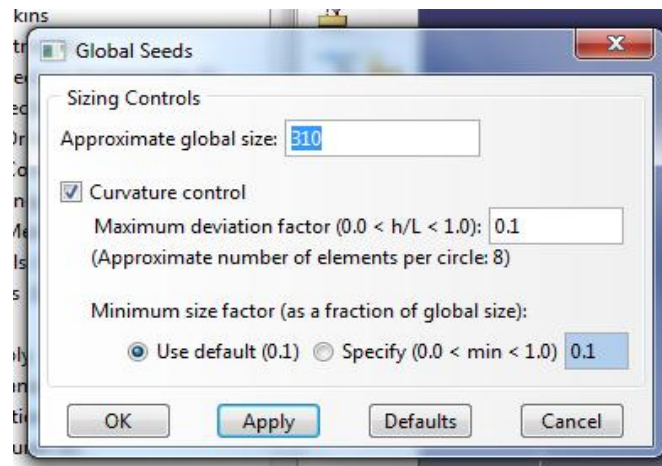 kins
Global Seeds
Sizing Controls
Approximate global size: 310
Curvature control
Maximum deviation factor (0.0 < h/L < 1.0): 0.1
(Approximate number of elements per circle: 8)
Minimum size factor (as a fraction of global size):
Use default (0.1) Specify (0.0 < min < 1.0) 0.1
OK Apply Defaults Cancel